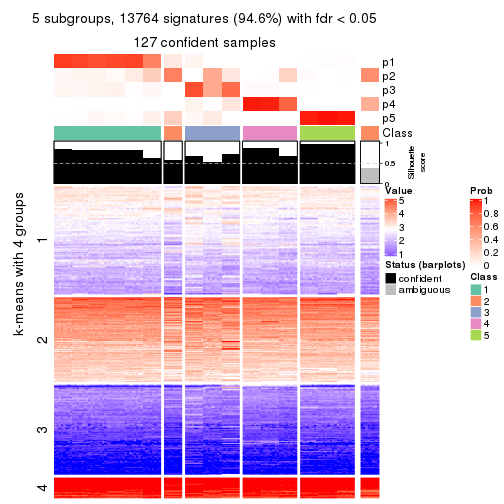 5 subgroups, 13764 signatures (94.6%) with fdr < 0.05
127 confident samples
p1
p2
p3
p4
p5
Class
1
0.5
0
Silhouette
score
k-means with 4 groups
1
2
3
4
Value
5
4
3
2
1
Status (barplots)
confident
ambiguous
Prob
1
0.8
0.6
0.4
0.2
0
Class
1
2
3
4
5